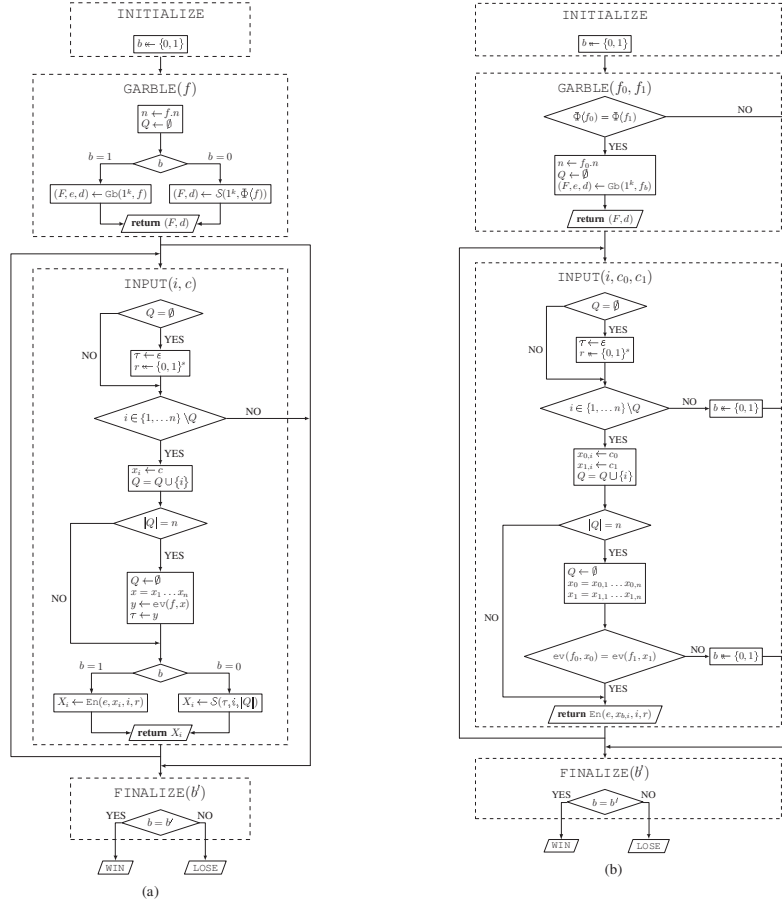 INITIALIZE
b ↞ {0, 1}
GARBLE(f)
n ← f.n
Q ← ∅
b = 1
b
b = 0
(F, e, d) ← Gb(1^k, f)
(F, d) ← S(1^k, Φ(f))
return (F, d)
INPUT(i, c)
Q = ∅
YES
NO
τ ← ε
r ↞ {0, 1}^s
i ∈ {1, … n} \Q
NO
YES
x_i ← c
Q = Q ∪ {i}
|Q| = n
YES
NO
Q ← ∅
x = x_1 … x_n
y ← ev(f, x)
τ ← y
b = 1
b
b = 0
X_i ← En(e, x_i, i, r)
X_i ← S(τ, i, |Q|)
return X_i
FINALIZE(b′)
YES
b = b′
NO
WIN
LOSE
(a)
INITIALIZE
b ↞ {0, 1}
GARBLE(f_0, f_1)
Φ(f_0) = Φ(f_1)
NO
YES
n ← f_0.n
Q ← ∅
(F, e, d) ← Gb(1^k, f_b)
return (F, d)
INPUT(i, c_0, c_1)
Q = ∅
YES
NO
τ ← ε
r ↞ {0, 1}^s
i ∈ {1, … n} \Q
NO
b ↞ {0, 1}
YES
x_{0,i} ← c_0
x_{1,i} ← c_1
Q = Q ∪ {i}
|Q| = n
YES
NO
Q ← ∅
x_0 = x_{0,1} … x_{0,n}
x_1 = x_{1,1} … x_{1,n}
ev(f_0, x_0) = ev(f_1, x_1)
NO
b ↞ {0, 1}
YES
return En(e, x_{b,i}, i, r)
FINALIZE(b′)
YES
b = b′
NO
WIN
LOSE
(b)